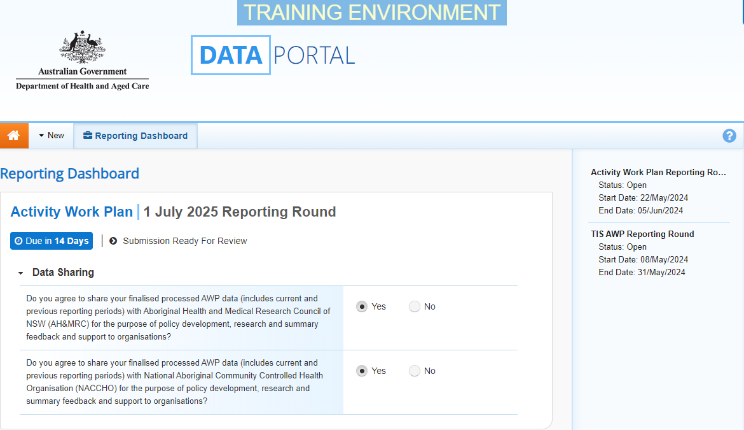 TRAINING ENVIRONMENT
Australian Government
Department of Health and Aged Care
DATA PORTAL
New
Reporting Dashboard
?
Reporting Dashboard
Activity Work Plan | 1 July 2025 Reporting Round
Due in 14 Days | Submission Ready For Review
Data Sharing
Do you agree to share your finalised processed AWP data (includes current and
previous reporting periods) with Aboriginal Health and Medical Research Council of
NSW (AH&MRC) for the purpose of policy development, research and summary
feedback and support to organisations?
Yes No
Do you agree to share your finalised processed AWP data (includes current and
previous reporting periods) with National Aboriginal Community Controlled Health
Organisation (NACCHO) for the purpose of policy development, research and
summary feedback and support to organisations?
Yes No
Activity Work Plan Reporting Ro...
Status: Open
Start Date: 22/May/2024
End Date: 05/Jun/2024
TIS AWP Reporting Round
Status: Open
Start Date: 08/May/2024
End Date: 31/May/2024